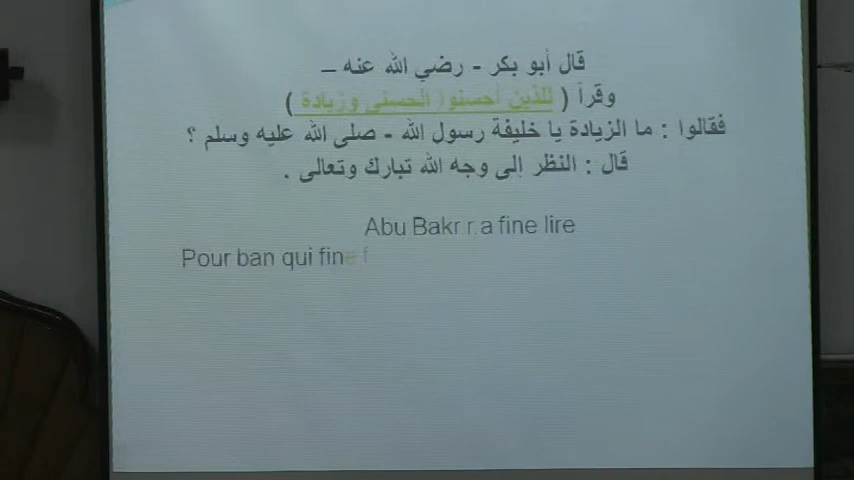 قال أبو بكر - رضي الله عنه –
وقرأ ( للذين أحسنوا الحسنى وزيادة )
فقالوا : ما الزيادة يا خليفة رسول الله - صلى الله عليه وسلم ؟
قال : النظر إلى وجه الله تبارك وتعالى .
Abu Bakr r.a fine lire
Pour ban qui fine f